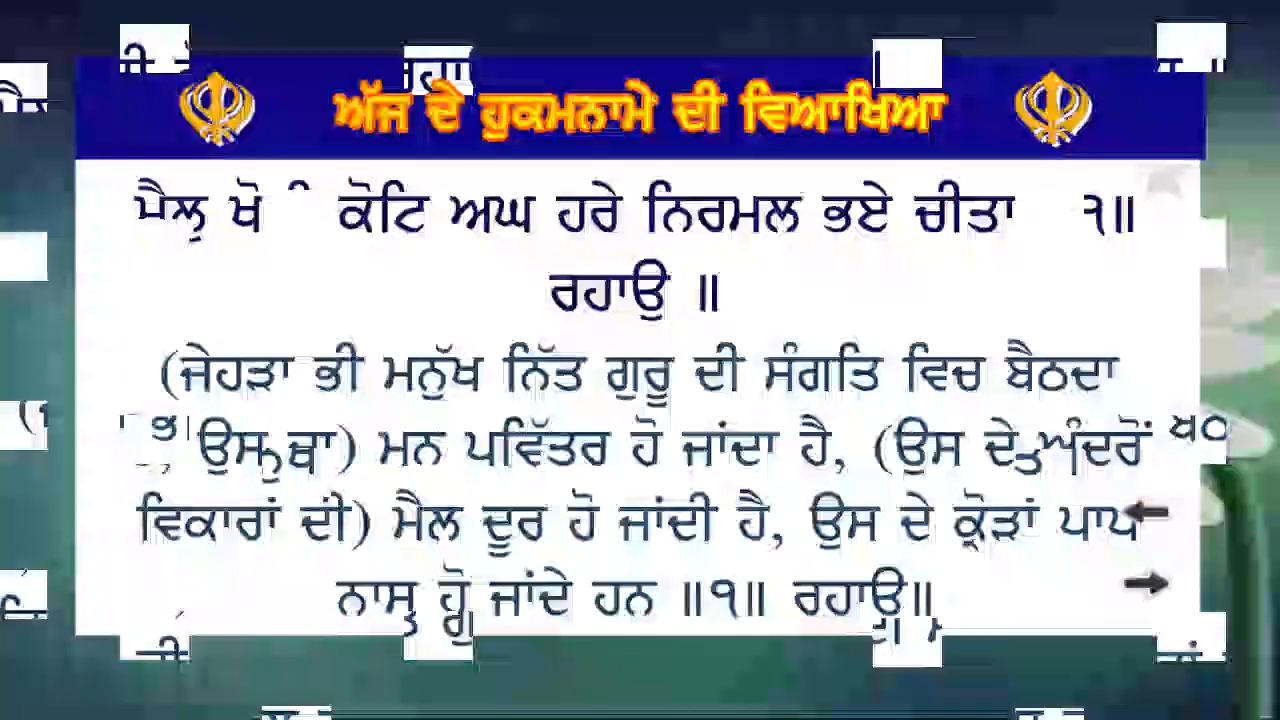 ਅੱਜ ਦੇ ਹੁਕਮਨਾਮੇ ਦੀ ਵਿਆਖਿਆ
ਮੈਲੁ ਕੋਟਿ ਅਘ ਹਰੇ ਨਿਰਮਲ ਭਏ ਚੀਤਾ ੧॥
ਰਹਾਉ ॥
(ਜੇਹੜਾ ਭੀ ਮਨੁੱਖ ਨਿੱਤ ਗੁਰੂ ਦੀ ਸੰਗਤਿ ਵਿਚ ਬੈਠਦਾ
ਮਨ ਪਵਿੱਤਰ ਹੋ ਜਾਂਦਾ ਹੈ, (ਉਸ ਦੇ ਅੰਦਰੋਂ
ਵਿਕਾਰਾਂ ਦੀ) ਮੈਲ ਦੂਰ ਹੋ ਜਾਂਦੀ ਹੈ, ਉਸ ਦੇ ਕ੍ਰੋੜਾਂ ਪਾਪ
ਨਾਸ ਹੋ ਜਾਂਦੇ ਹਨ ॥੧॥ ਰਹਾਉ॥